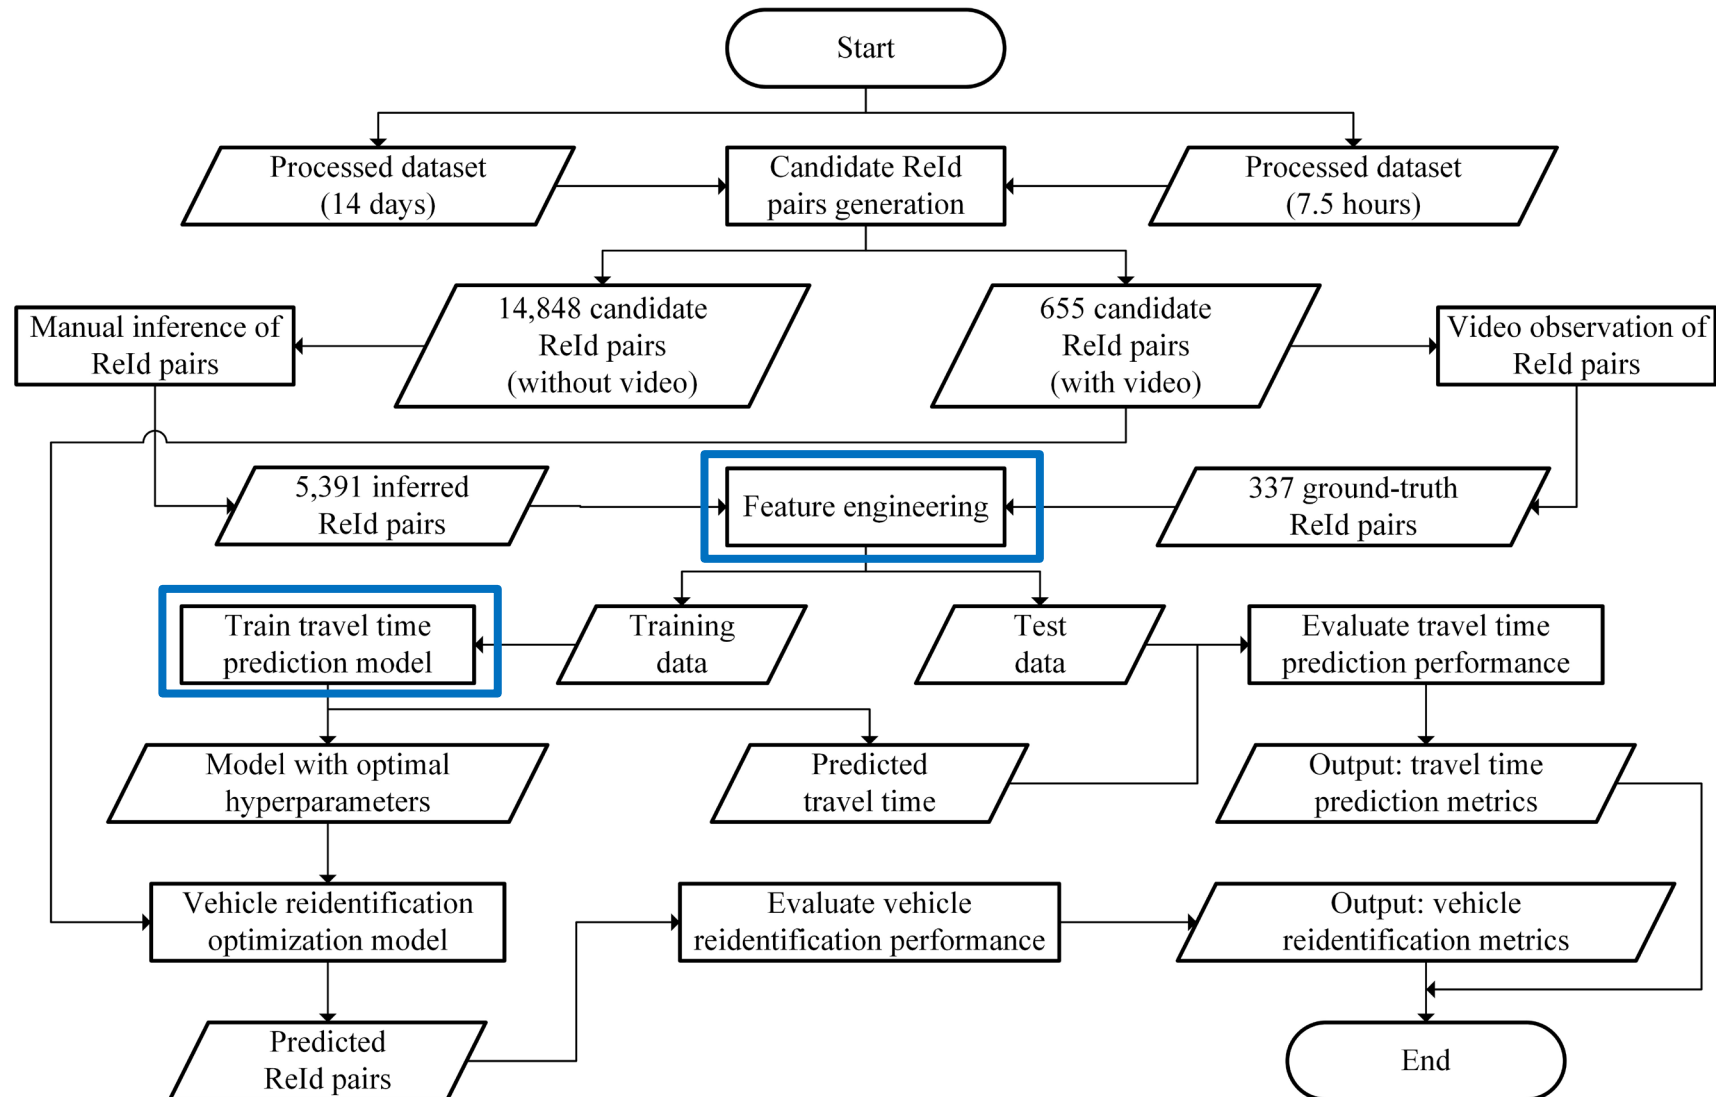 Start
Processed dataset
(14 days)
Candidate ReId
pairs generation
Processed dataset
(7.5 hours)
Manual inference of
ReId pairs
14,848 candidate
ReId pairs
(without video)
655 candidate
ReId pairs
(with video)
Video observation of
ReId pairs
5,391 inferred
ReId pairs
Feature engineering
337 ground-truth
ReId pairs
Train travel time
prediction model
Training
data
Test
data
Evaluate travel time
prediction performance
Model with optimal
hyperparameters
Predicted
travel time
Output: travel time
prediction metrics
Vehicle reidentification
optimization model
Evaluate vehicle
reidentification performance
Output: vehicle
reidentification metrics
Predicted
ReId pairs
End